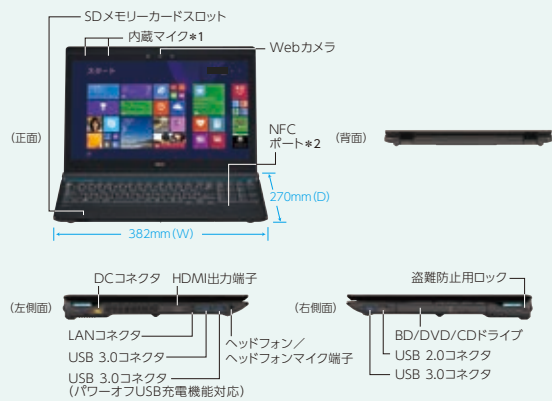 SDメモリーカードスロット
内蔵マイク*1
Webカメラ
スタート
(正面)
NFC
ポート*2
(背面)
270mm(D)
382mm(W)
DCコネクタ HDMI出力端子
盗難防止用ロック
(左側面)
(右側面)
LANコネクタ
ヘッドフォン/
ヘッドフォンマイク端子
USB 3.0コネクタ
USB 3.0コネクタ
(パワーオフUSB充電機能対応)
BD/DVD/CDドライブ
USB 2.0コネクタ
USB 3.0コネクタ